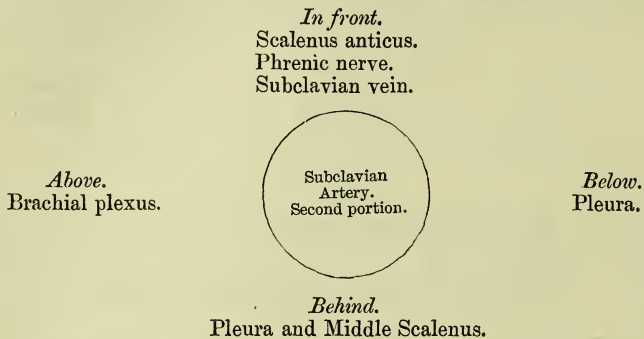 In front.
Scalenus anticus.
Phrenic nerve.
Subclavian vein.
Above.
Brachial plexus.
Subclavian
Artery.
Second portion.
Below.
Pleura.
Behind.
Pleura and Middle Scalenus.